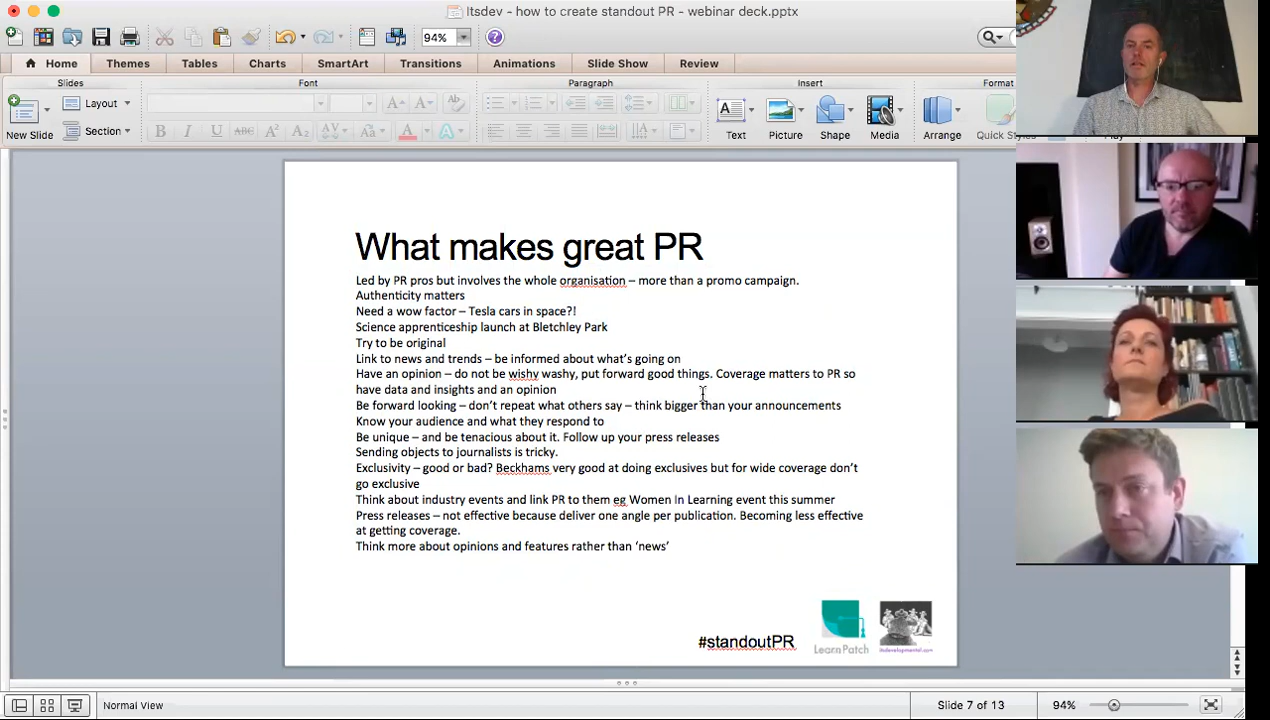 ltsdev - how to create standout PR - webinar deck.pptx
94%
Home
Themes
Tables
Charts
SmartArt
Transitions
Animations
Slide Show
Review
Slides
Font
Paragraph
Insert
Format
New Slide
Layout
Section
Text
Picture
Shape
Media
Arrange
Quick Styles
What makes great PR
Led by PR pros but involves the whole organisation – more than a promo campaign.
Authenticity matters
Need a wow factor – Tesla cars in space?!
Science apprenticeship launch at Bletchley Park
Try to be original
Link to news and trends – be informed about what's going on
Have an opinion – do not be wishy washy, put forward good things. Coverage matters to PR so
have data and insights and an opinion
Be forward looking – don't repeat what others say – think bigger than your announcements
Know your audience and what they respond to
Be unique – and be tenacious about it. Follow up your press releases
Sending objects to journalists is tricky.
Exclusivity – good or bad? Beckhams very good at doing exclusives but for wide coverage don't
go exclusive
Think about industry events and link PR to them eg Women In Learning event this summer
Press releases – not effective because deliver one angle per publication. Becoming less effective
at getting coverage.
Think more about opinions and features rather than 'news'
#standoutPR
LearnPatch
itsdevelopmental.com
Normal View
Slide 7 of 13
94%